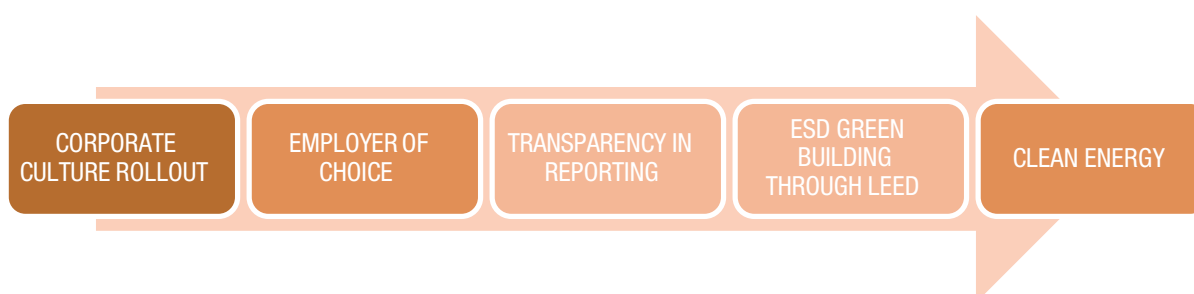 CORPORATE
CULTURE ROLLOUT
EMPLOYER OF
CHOICE
TRANSPARENCY IN
REPORTING
ESD GREEN
BUILDING
THROUGH LEED
CLEAN ENERGY